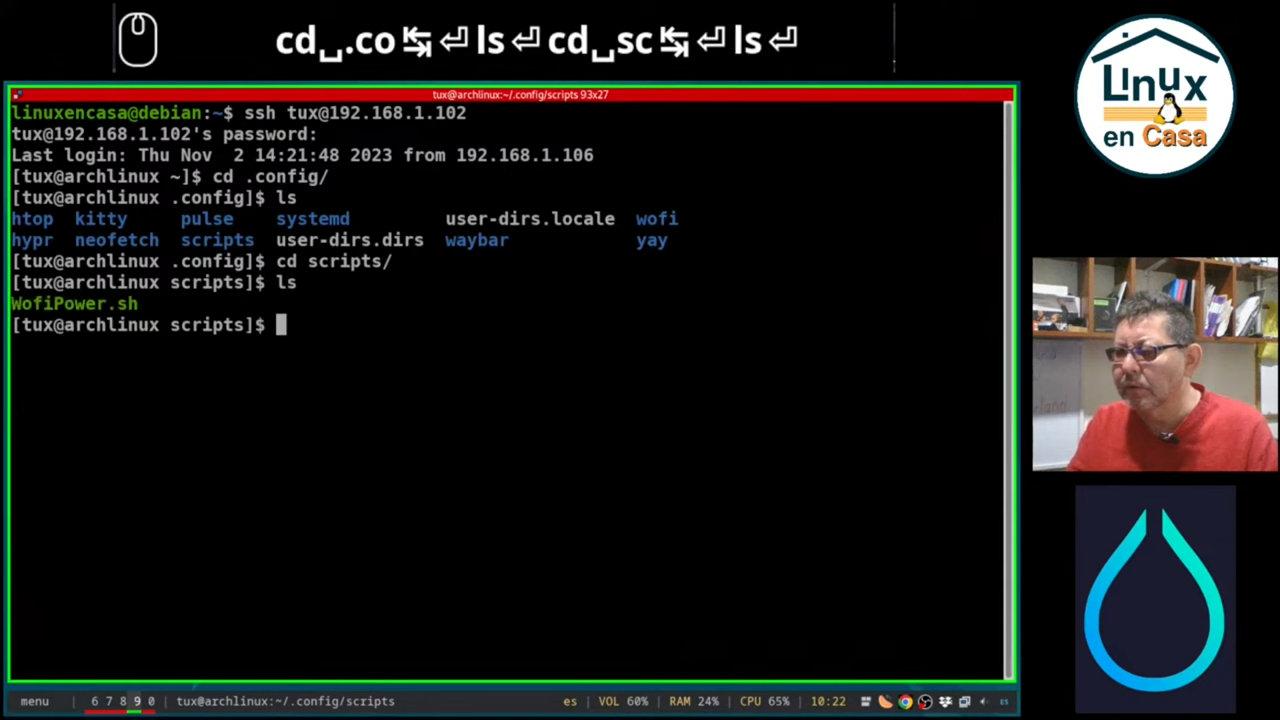 cd␣.co↹⏎ls⏎cd␣sc↹⏎ls⏎
LInUx
en Casa
tux@archlinux:~/.config/scripts 93x27
linuxencasa@debian:~$ ssh tux@192.168.1.102
tux@192.168.1.102's password:
Last login: Thu Nov  2 14:21:48 2023 from 192.168.1.106
[tux@archlinux ~]$ cd .config/
[tux@archlinux .config]$ ls
htop  kitty  pulse  systemd  user-dirs.locale  wofi
hypr  neofetch  scripts  user-dirs.dirs  waybar  yay
[tux@archlinux .config]$ cd scripts/
[tux@archlinux scripts]$ ls
WofiPower.sh
[tux@archlinux scripts]$
menu | 6 7 8 9 0 | tux@archlinux:~/.config/scripts es | VOL 60% | RAM 24% | CPU 65% | 10:22 ES